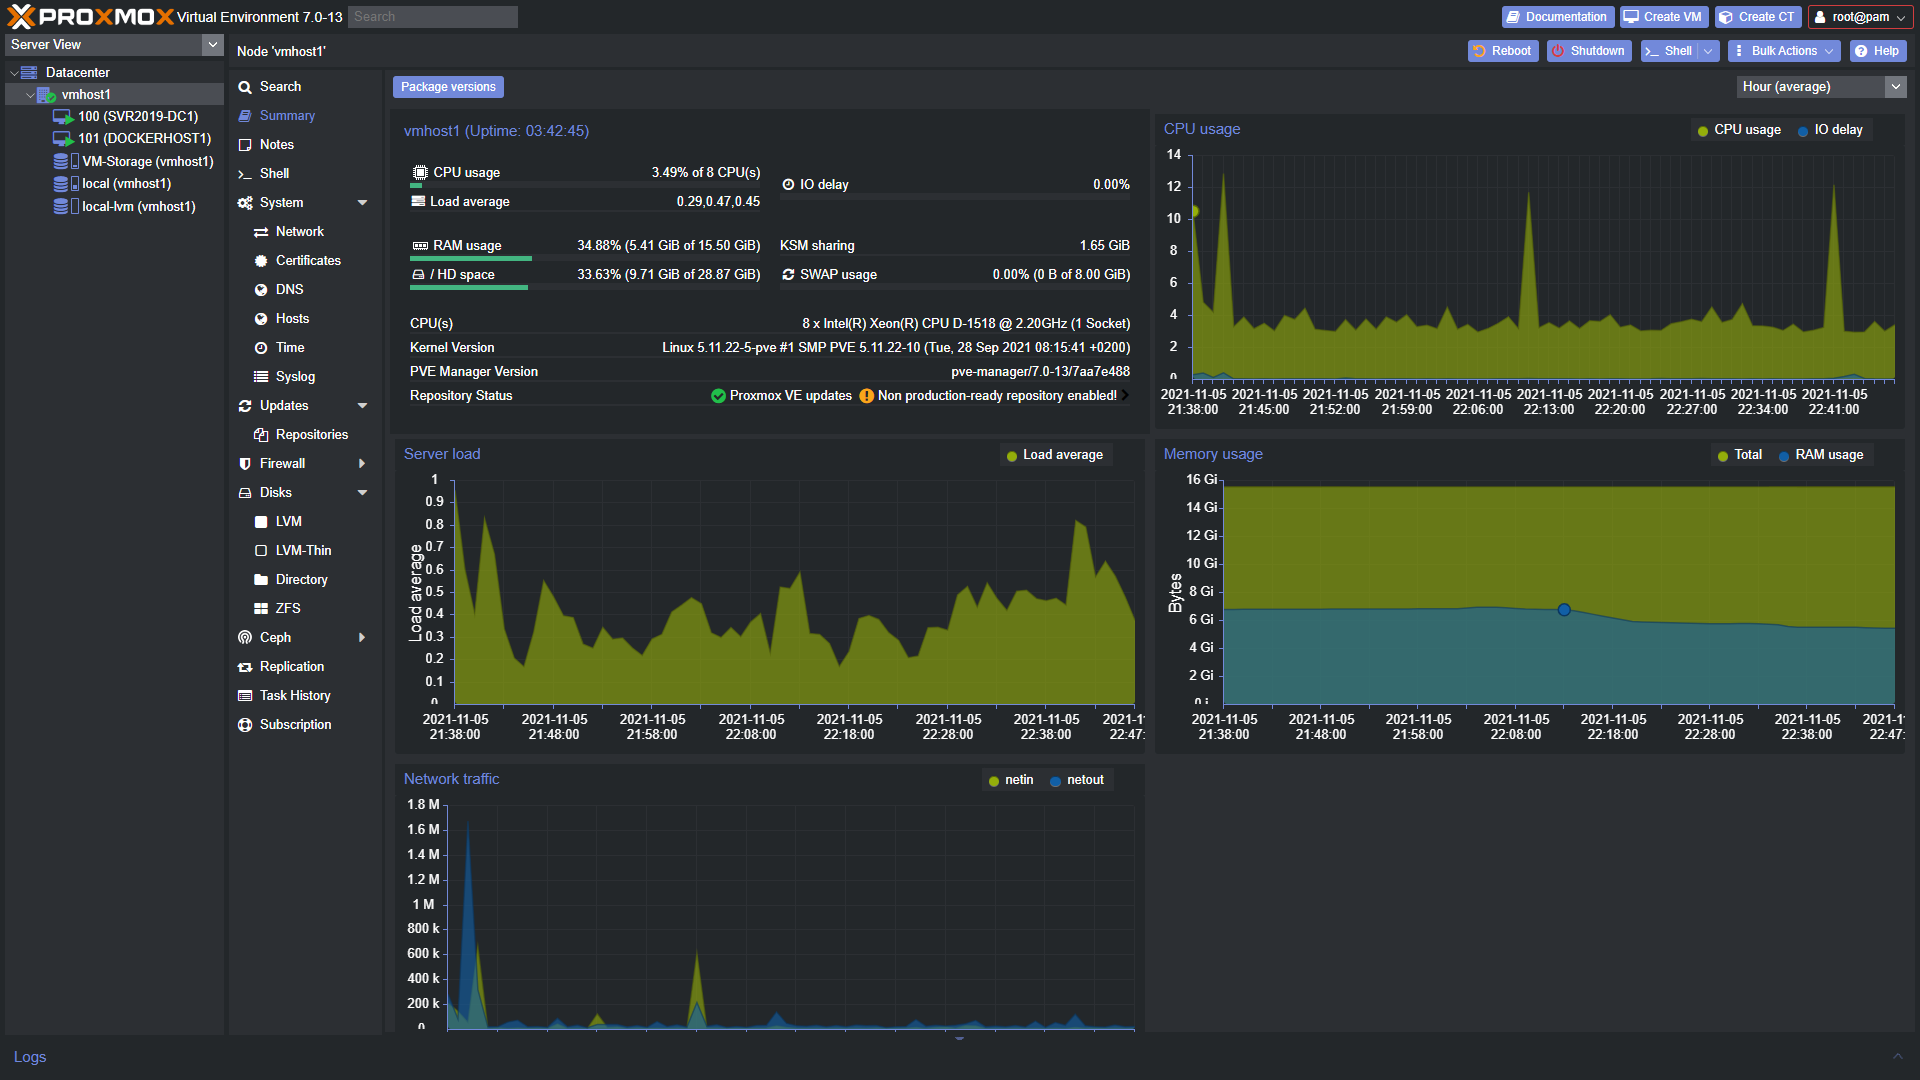 PROXMOX Virtual Environment 7.0-13
Search
Documentation
Create VM
Create CT
root@pam
Server View
Datacenter
vmhost1
100 (SVR2019-DC1)
101 (DOCKERHOST1)
VM-Storage (vmhost1)
local (vmhost1)
local-lvm (vmhost1)
Node 'vmhost1'
Reboot
Shutdown
Shell
Bulk Actions
Help
Search
Summary
Notes
Shell
System
Network
Certificates
DNS
Hosts
Time
Syslog
Updates
Repositories
Firewall
Disks
LVM
LVM-Thin
Directory
ZFS
Ceph
Replication
Task History
Subscription
Package versions
Hour (average)
vmhost1 (Uptime: 03:42:45)
CPU usage 3.49% of 8 CPU(s)
IO delay 0.00%
Load average 0.29,0.47,0.45
RAM usage 34.88% (5.41 GiB of 15.50 GiB)
KSM sharing 1.65 GiB
/ HD space 33.63% (9.71 GiB of 28.87 GiB)
SWAP usage 0.00% (0 B of 8.00 GiB)
CPU(s) 8 x Intel(R) Xeon(R) CPU D-1518 @ 2.20GHz (1 Socket)
Kernel Version Linux 5.11.22-5-pve #1 SMP PVE 5.11.22-10 (Tue, 28 Sep 2021 08:15:41 +0200)
PVE Manager Version pve-manager/7.0-13/7aa7e488
Repository Status Proxmox VE updates Non production-ready repository enabled!
CPU usage
CPU usage IO delay
14
12
10
8
6
4
2
0
2021-11-05 2021-11-05 2021-11-05 2021-11-05 2021-11-05 2021-11-05 2021-11-05 2021-11-05 2021-11-05 2021-11-05
21:38:00 21:45:00 21:52:00 21:59:00 22:06:00 22:13:00 22:20:00 22:27:00 22:34:00 22:41:00
Server load
Load average
Load average
1
0.9
0.8
0.7
0.6
0.5
0.4
0.3
0.2
0.1
0
2021-11-05 2021-11-05 2021-11-05 2021-11-05 2021-11-05 2021-11-05 2021-11-05 2021-1
21:38:00 21:48:00 21:58:00 22:08:00 22:18:00 22:28:00 22:38:00 22:47:
Memory usage
Total RAM usage
Bytes
16 Gi
14 Gi
12 Gi
10 Gi
8 Gi
6 Gi
4 Gi
2 Gi
0 i
2021-11-05 2021-11-05 2021-11-05 2021-11-05 2021-11-05 2021-11-05 2021-11-05 2021-1
21:38:00 21:48:00 21:58:00 22:08:00 22:18:00 22:28:00 22:38:00 22:47:
Network traffic
netin netout
1.8 M
1.6 M
1.4 M
1.2 M
1 M
800 k
600 k
400 k
200 k
0
Logs